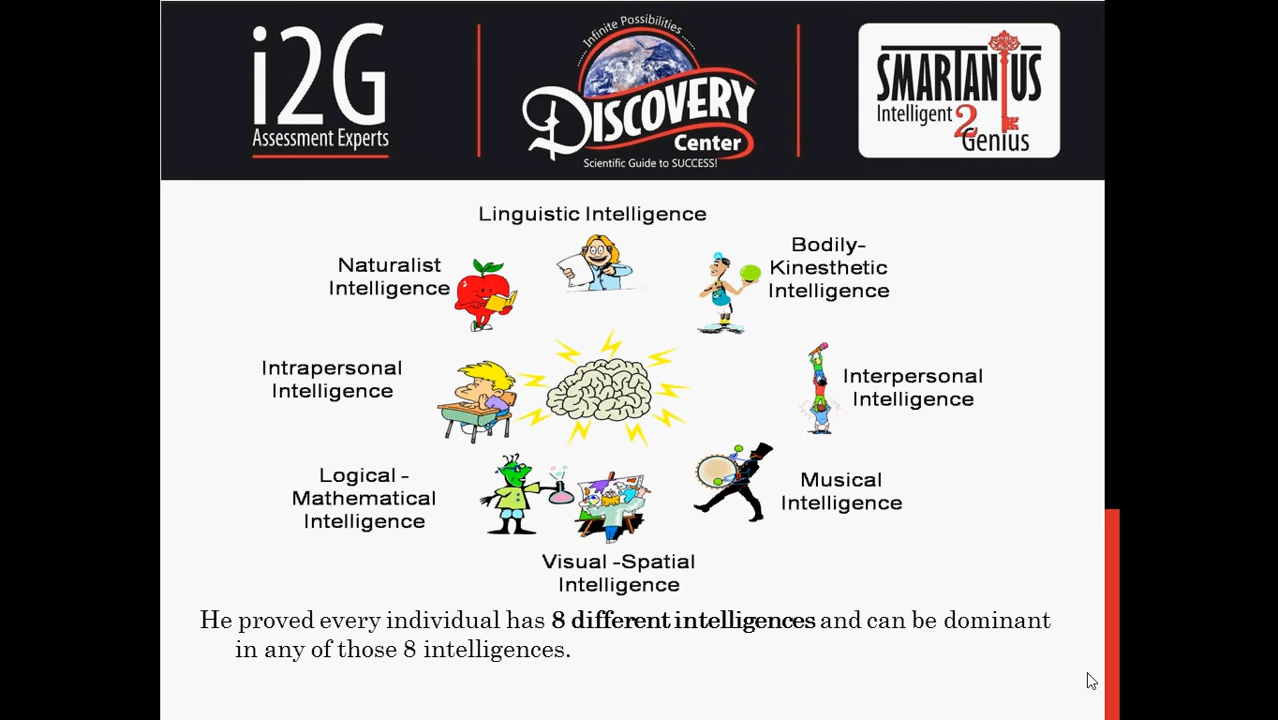 i2G
Assessment Experts
Infinite Possibilities
DISCOVERY
Center
Scientific Guide to SUCCESS!
SMARTANIUS
Intelligent 2
Genius
Linguistic Intelligence
Bodily-
Kinesthetic
Intelligence
Naturalist
Intelligence
Intrapersonal
Intelligence
Interpersonal
Intelligence
Logical -
Mathematical
Intelligence
Musical
Intelligence
Visual -Spatial
Intelligence
He proved every individual has 8 different intelligences and can be dominant
in any of those 8 intelligences.